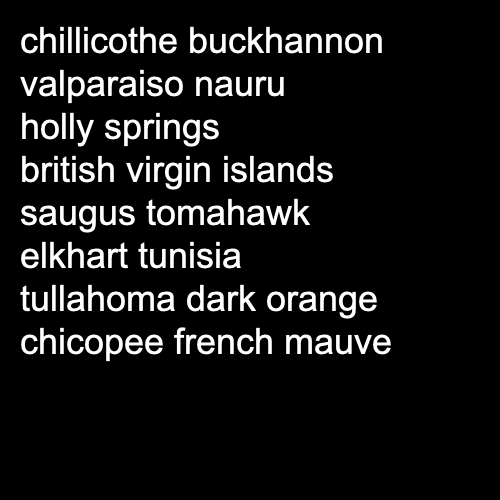 chillicothe buckhannon
valparaiso nauru
holly springs
british virgin islands
saugus tomahawk
elkhart tunisia
tullahoma dark orange
chicopee french mauve